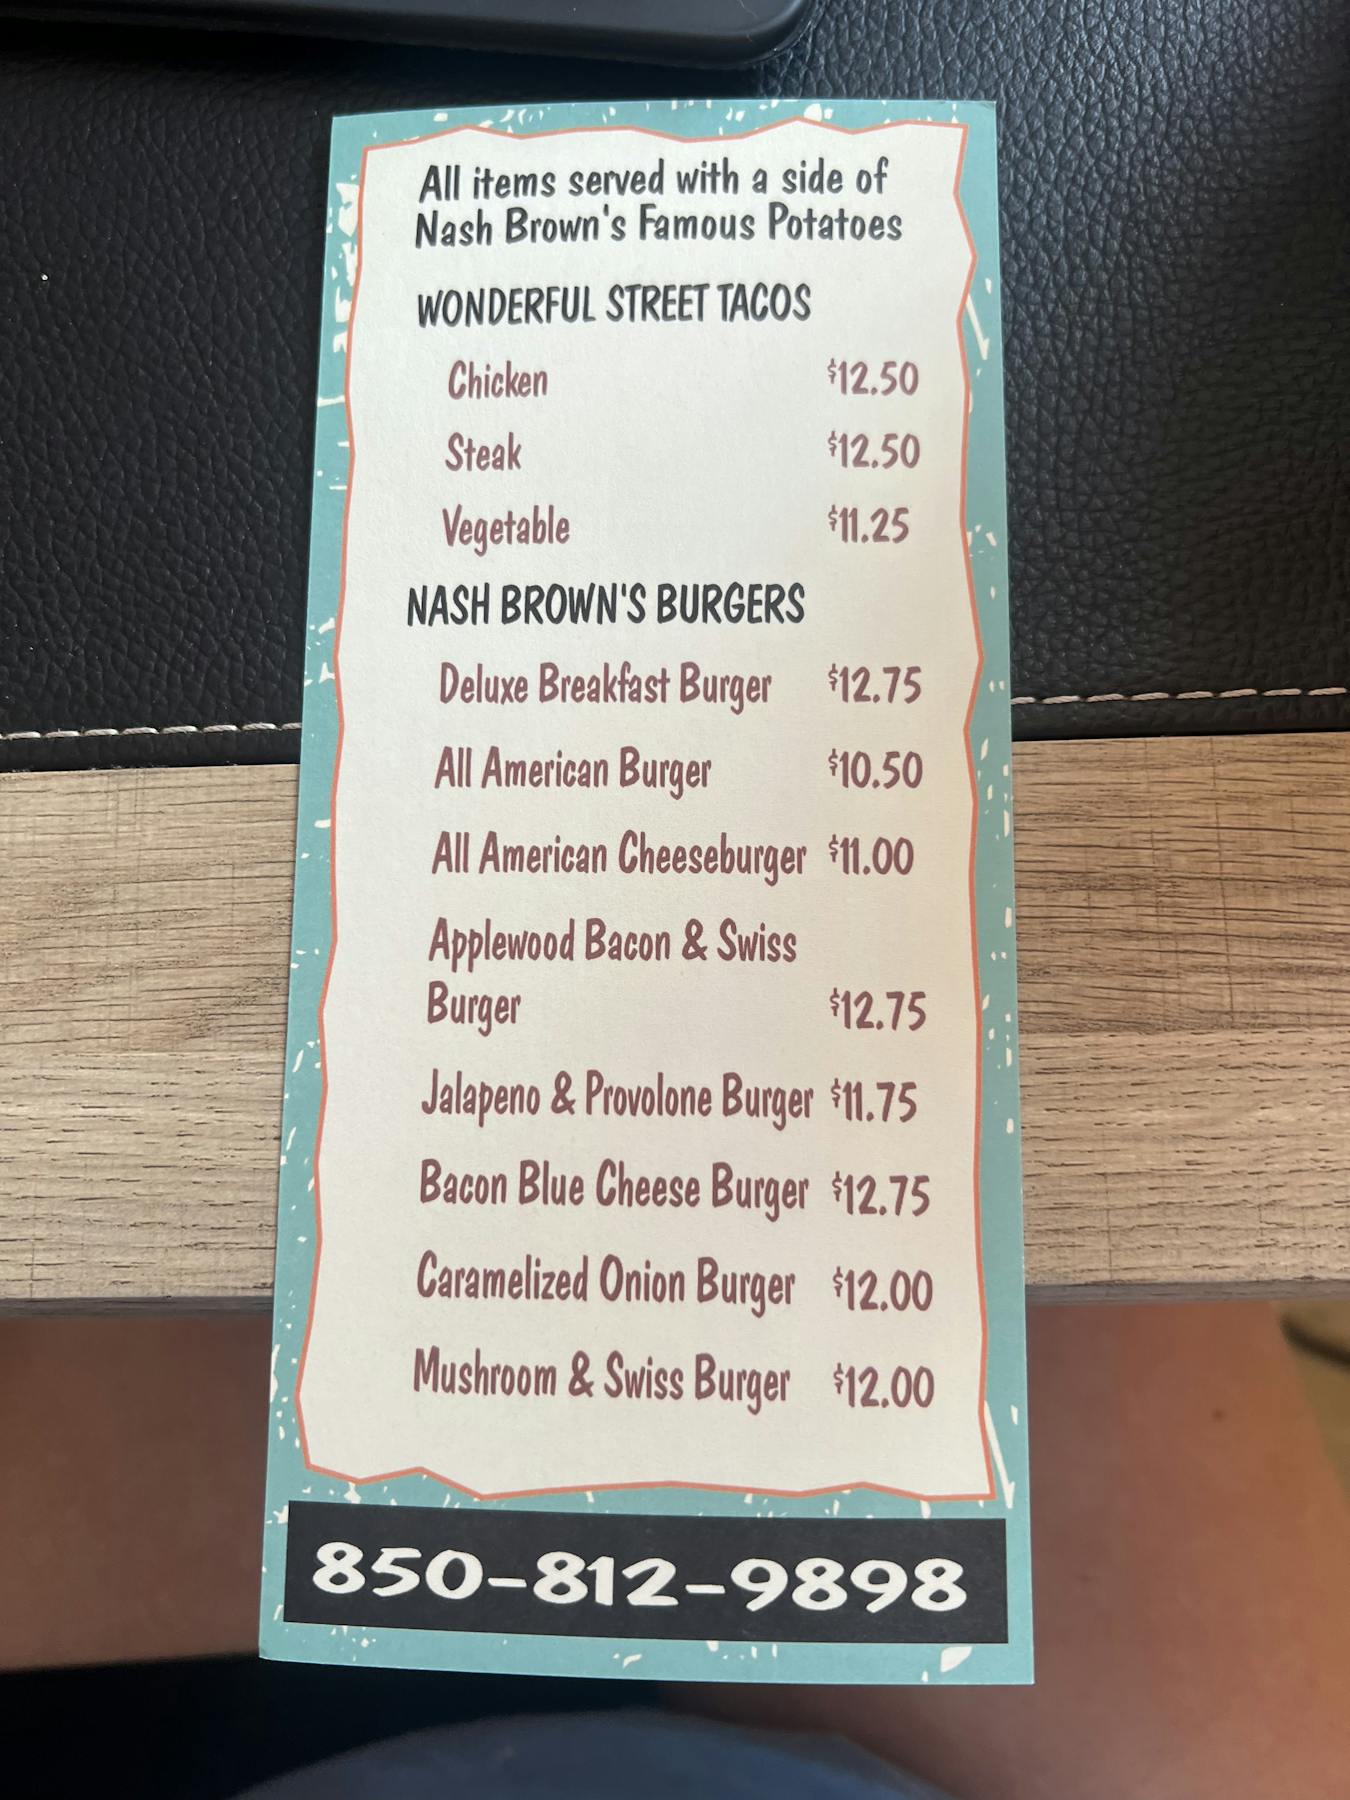 All items served with a side of
Nash Brown's Famous Potatoes
WONDERFUL STREET TACOS
Chicken $12.50
Steak $12.50
Vegetable $11.25
NASH BROWN'S BURGERS
Deluxe Breakfast Burger $12.75
All American Burger $10.50
All American Cheeseburger $11.00
Applewood Bacon & Swiss
Burger $12.75
Jalapeno & Provolone Burger $11.75
Bacon Blue Cheese Burger $12.75
Caramelized Onion Burger $12.00
Mushroom & Swiss Burger $12.00
850-812-9898